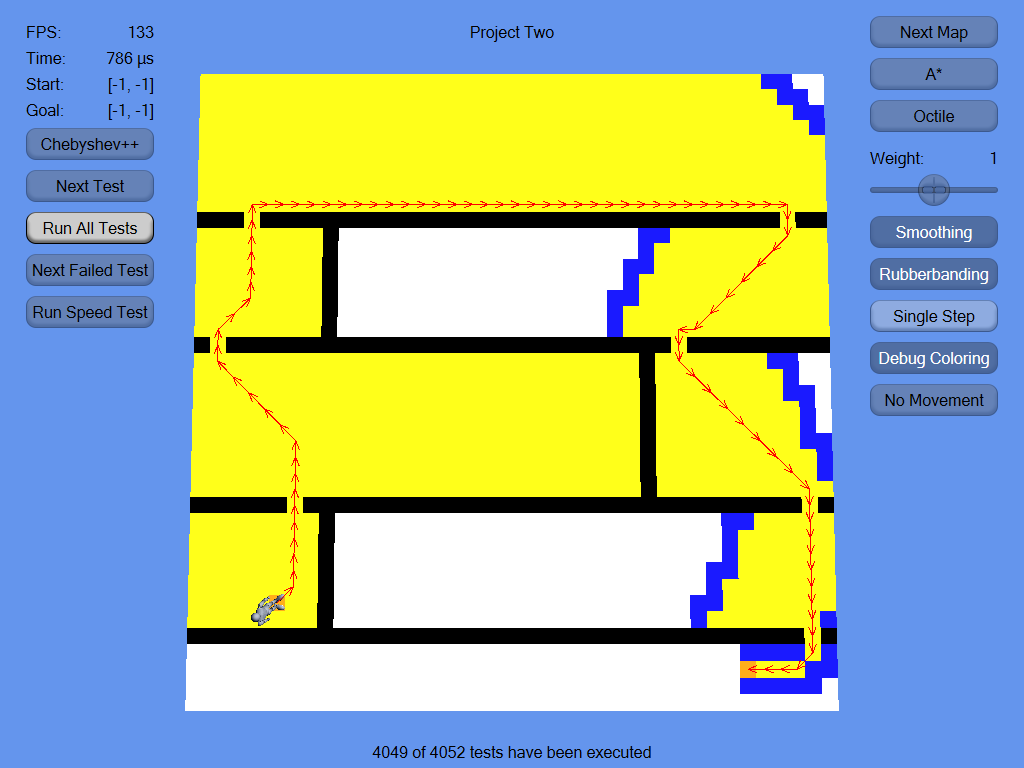 FPS: 133
Time: 786 µs
Start: [-1, -1]
Goal: [-1, -1]
Chebyshev++
Next Test
Run All Tests
Next Failed Test
Run Speed Test
Project Two
Next Map
A*
Octile
Weight: 1
Smoothing
Rubberbanding
Single Step
Debug Coloring
No Movement
4049 of 4052 tests have been executed